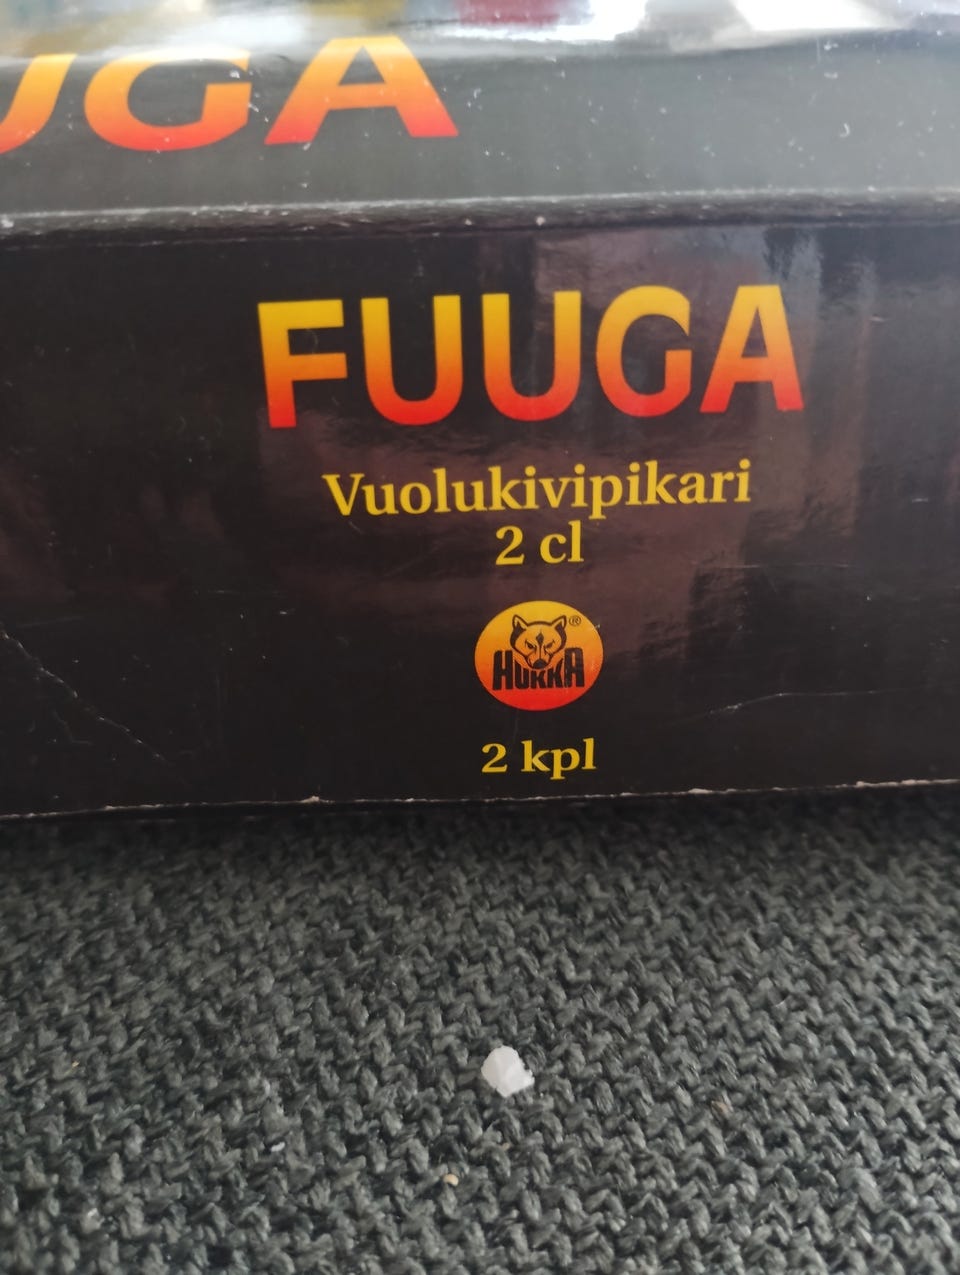 UGA
FUUGA
Vuolukivipikari
2 cl
®
HUKKA
2 kpl